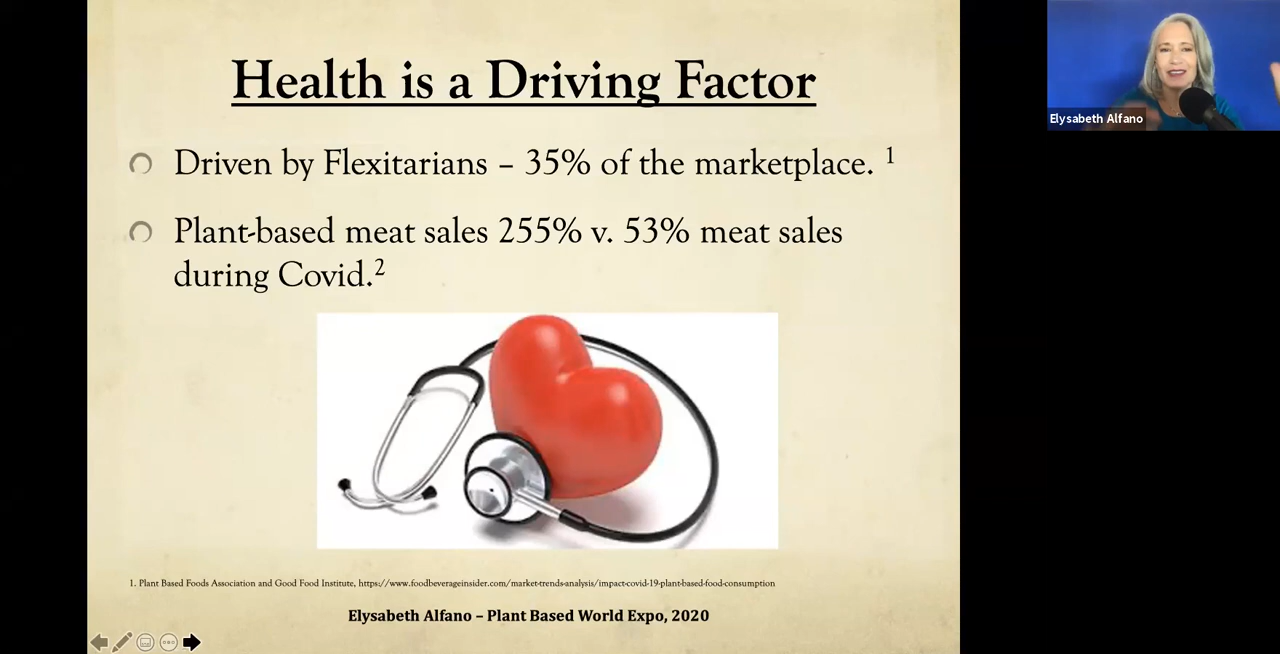 Health is a Driving Factor
Driven by Flexitarians – 35% of the marketplace. 1
Plant-based meat sales 255% v. 53% meat sales
during Covid.2
1. Plant Based Foods Association and Good Food Institute, https://www.foodbeverageinsider.com/market-trends-analysis/impact-covid-19-plant-based-food-consumption
Elysabeth Alfano – Plant Based World Expo, 2020
Elysabeth Alfano